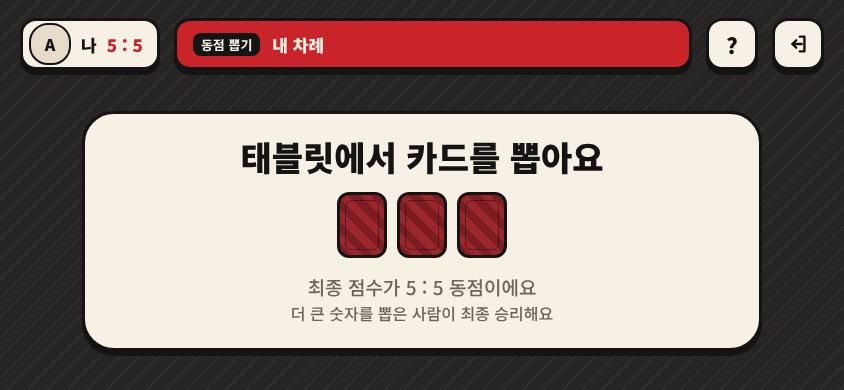 A 나 5 : 5
동점 뽑기 내 차례
?
태블릿에서 카드를 뽑아요
최종 점수가 5 : 5 동점이에요
더 큰 숫자를 뽑은 사람이 최종 승리해요